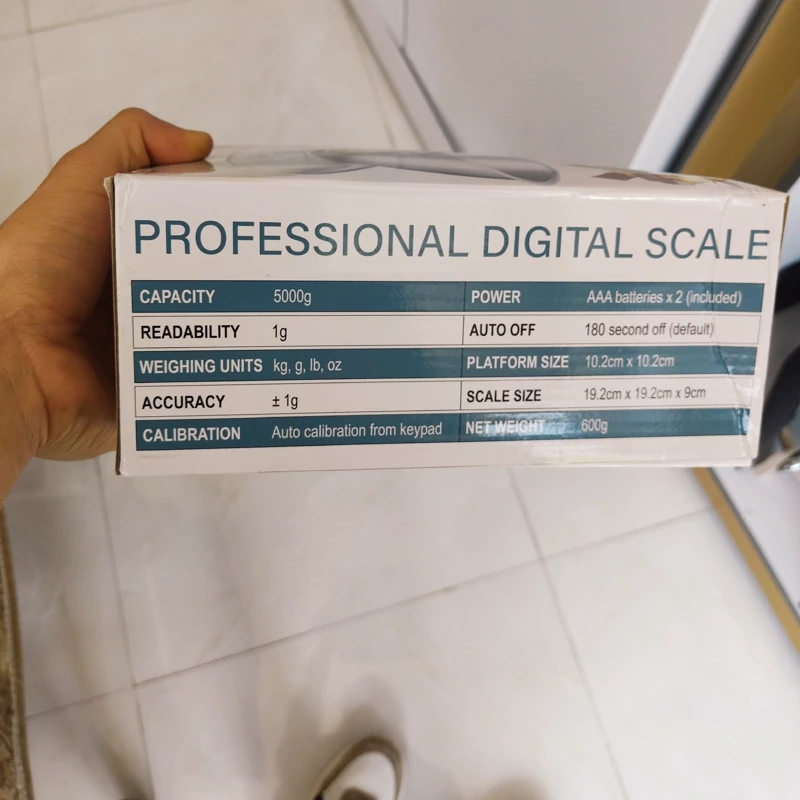 PROFESSIONAL DIGITAL SCALE
CAPACITY 5000g POWER AAA batteries x 2 (included)
READABILITY 1g AUTO OFF 180 second off (default)
WEIGHING UNITS kg, g, lb, oz PLATFORM SIZE 10.2cm x 10.2cm
ACCURACY ± 1g SCALE SIZE 19.2cm x 19.2cm x 9cm
CALIBRATION Auto calibration from keypad NET WEIGHT 600g